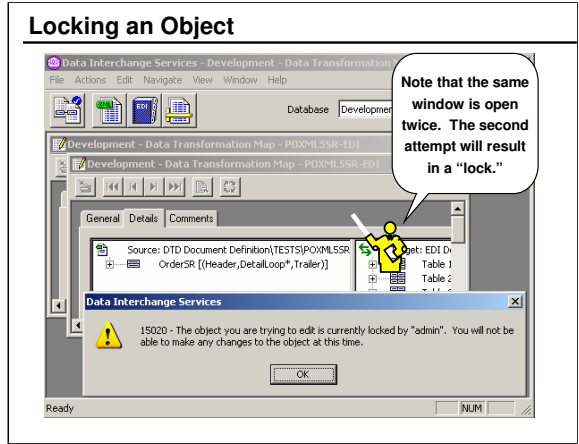 Locking an Object
Data Interchange Services - Development - Data Transformation
File Actions Edit Navigate View Window Help
Database Developmen
Note that the same
window is open
twice. The second
attempt will result
in a “lock.”
Development - Data Transformation Map - POXML5SR-EDI
Development - Data Transformation Map - POXML5SR-EDI
General Details Comments
Source: DTD Document Definition\TESTS\POXML5SR
get: EDI D
OrderSR [(Header,DetailLoop*,Trailer)]
Table 1
Table 2
Data Interchange Services
15020 - The object you are trying to edit is currently locked by "admin". You will not be
able to make any changes to the object at this time.
OK
Ready
NUM